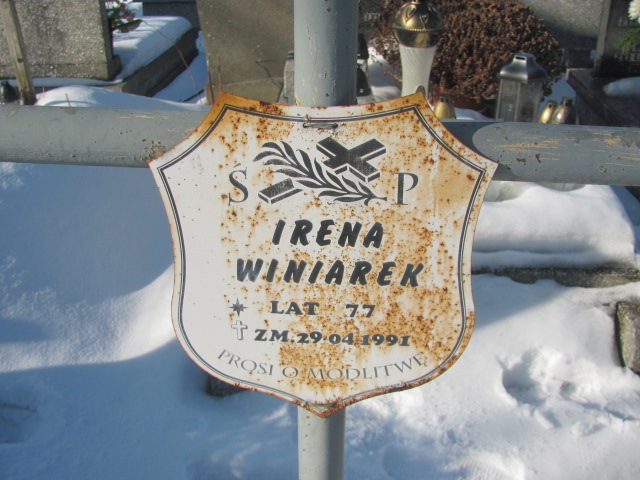 Ś P
IRENA
WINIAREK
LAT 77
ZM. 29.04.1991
PROSI O MODLITWĘ